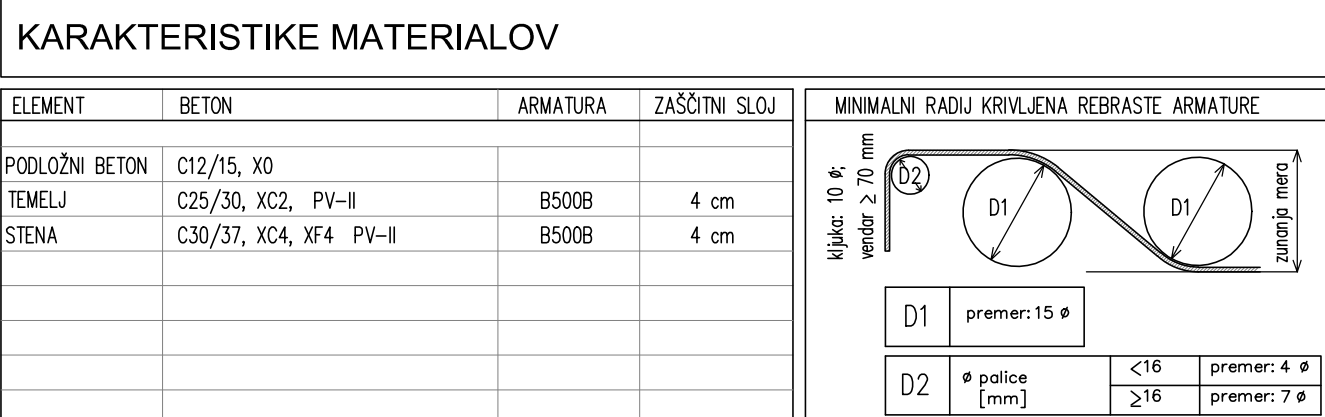 KARAKTERISTIKE MATERIALOV
ELEMENT BETON ARMATURA ZAŠČITNI SLOJ
PODLOŽNI BETON C12/15, X0
TEMELJ C25/30, XC2, PV-II B500B 4 cm
STENA C30/37, XC4, XF4 PV-II B500B 4 cm
MINIMALNI RADIJ KRIVLJENA REBRASTE ARMATURE
kljuka: 10 ø;
vendar ≥ 70 mm
D2
D1
D1
zunanja mera
D1 premer: 15 ø
D2 ø palice
[mm]
<16 premer: 4 ø
≥16 premer: 7 ø